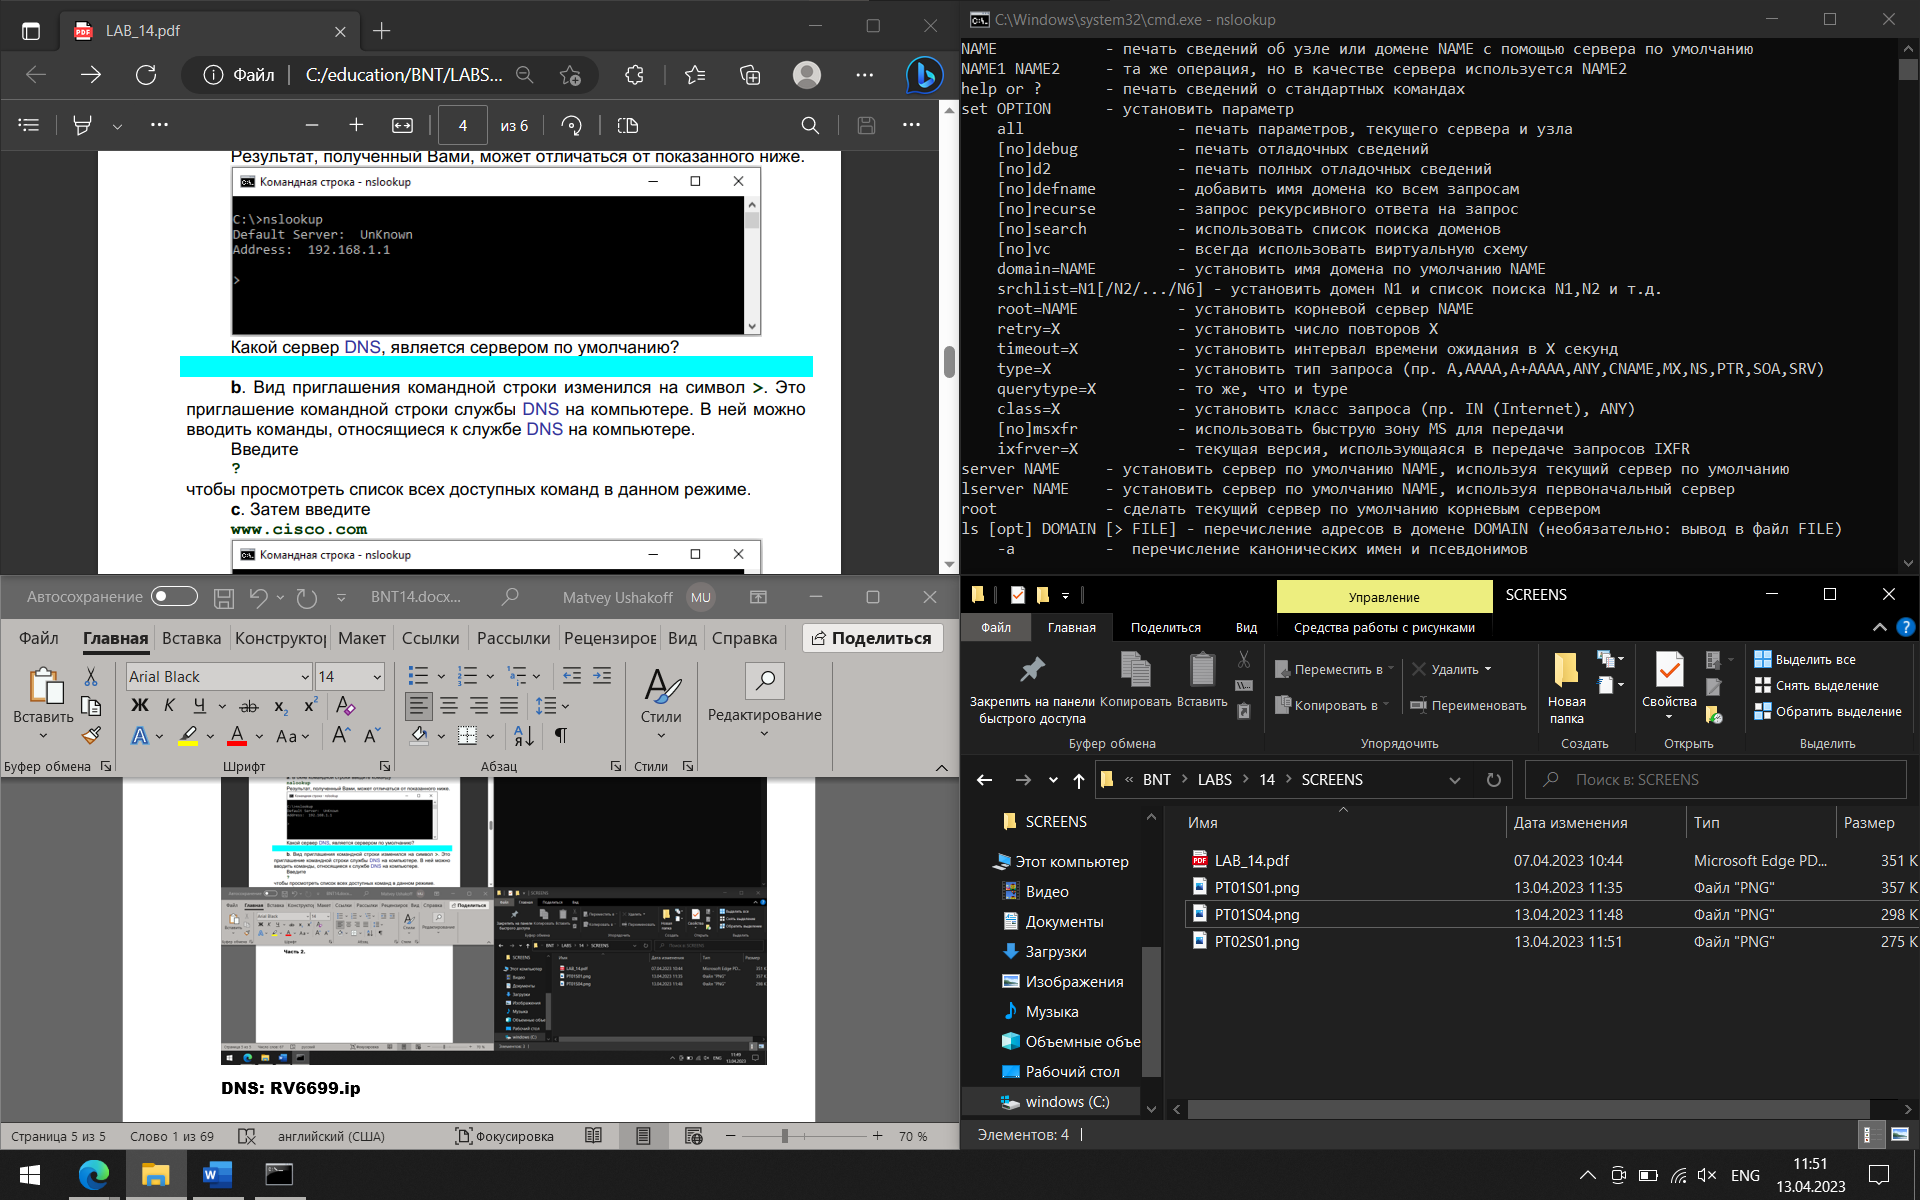 LAB_14.pdf
Файл
C:/education/BNT/LABS...
4
из 6
Результат, полученный Вами, может отличаться от показанного ниже.
Командная строка - nslookup
C:\>nslookup
Default Server:  UnKnown
Address:  192.168.1.1
>
Какой сервер DNS, является сервером по умолчанию?
b. Вид приглашения командной строки изменился на символ >. Это
приглашение командной строки службы DNS на компьютере. В ней можно
вводить команды, относящиеся к службе DNS на компьютере.
Введите
?
чтобы просмотреть список всех доступных команд в данном режиме.
c. Затем введите
www.cisco.com
Командная строка - nslookup
C:\Windows\system32\cmd.exe - nslookup
NAME - печать сведений об узле или домене NAME с помощью сервера по умолчанию
NAME1 NAME2 - та же операция, но в качестве сервера используется NAME2
help or ? - печать сведений о стандартных командах
set OPTION - установить параметр
all - печать параметров, текущего сервера и узла
[no]debug - печать отладочных сведений
[no]d2 - печать полных отладочных сведений
[no]defname - добавить имя домена ко всем запросам
[no]recurse - запрос рекурсивного ответа на запрос
[no]search - использовать список поиска доменов
[no]vc - всегда использовать виртуальную схему
domain=NAME - установить имя домена по умолчанию NAME
srchlist=N1[/N2/.../N6] - установить домен N1 и список поиска N1,N2 и т.д.
root=NAME - установить корневой сервер NAME
retry=X - установить число повторов X
timeout=X - установить интервал времени ожидания в X секунд
type=X - установить тип запроса (пр. A,AAAA,A+AAAA,ANY,CNAME,MX,NS,PTR,SOA,SRV)
querytype=X - то же, что и type
class=X - установить класс запроса (пр. IN (Internet), ANY)
[no]msxfr - использовать быструю зону MS для передачи
ixfrver=X - текущая версия, использующаяся в передаче запросов IXFR
server NAME - установить сервер по умолчанию NAME, используя текущий сервер по умолчанию
lserver NAME - установить сервер по умолчанию NAME, используя первоначальный сервер
root - сделать текущий сервер по умолчанию корневым сервером
ls [opt] DOMAIN [> FILE] - перечисление адресов в домене DOMAIN (необязательно: вывод в файл FILE)
-a - перечисление канонических имен и псевдонимов
Автосохранение
BNT14.docx...
Matvey Ushakoff
MU
Файл Главная Вставка Конструктор Макет Ссылки Рассылки Рецензиров Вид Справка Поделиться
Arial Black 14
Вставить
Ж К Ч ab x₂ x²
Aa
Стили
Редактирование
Буфер обмена Шрифт Абзац Стили
Часть 2.
DNS: RV6699.ip
Страница 5 из 5 Слово 1 из 69 английский (США) Фокусировка 70 %
Управление
SCREENS
Файл Главная Поделиться Вид Средства работы с рисунками
Закрепить на панели быстрого доступа
Копировать
Вставить
Переместить в
Копировать в
Удалить
Переименовать
Новая папка
Свойства
Выделить все
Снять выделение
Обратить выделение
Буфер обмена Упорядочить Создать Открыть Выделить
« BNT > LABS > 14 > SCREENS
Поиск в: SCREENS
SCREENS
Этот компьютер
Видео
Документы
Загрузки
Изображения
Музыка
Объемные объе
Рабочий стол
windows (C:)
Имя Дата изменения Тип Размер
LAB_14.pdf 07.04.2023 10:44 Microsoft Edge PD... 351 K
PT01S01.png 13.04.2023 11:35 Файл "PNG" 357 K
PT01S04.png 13.04.2023 11:48 Файл "PNG" 298 K
PT02S01.png 13.04.2023 11:51 Файл "PNG" 275 K
Элементов: 4
ENG
11:51
13.04.2023